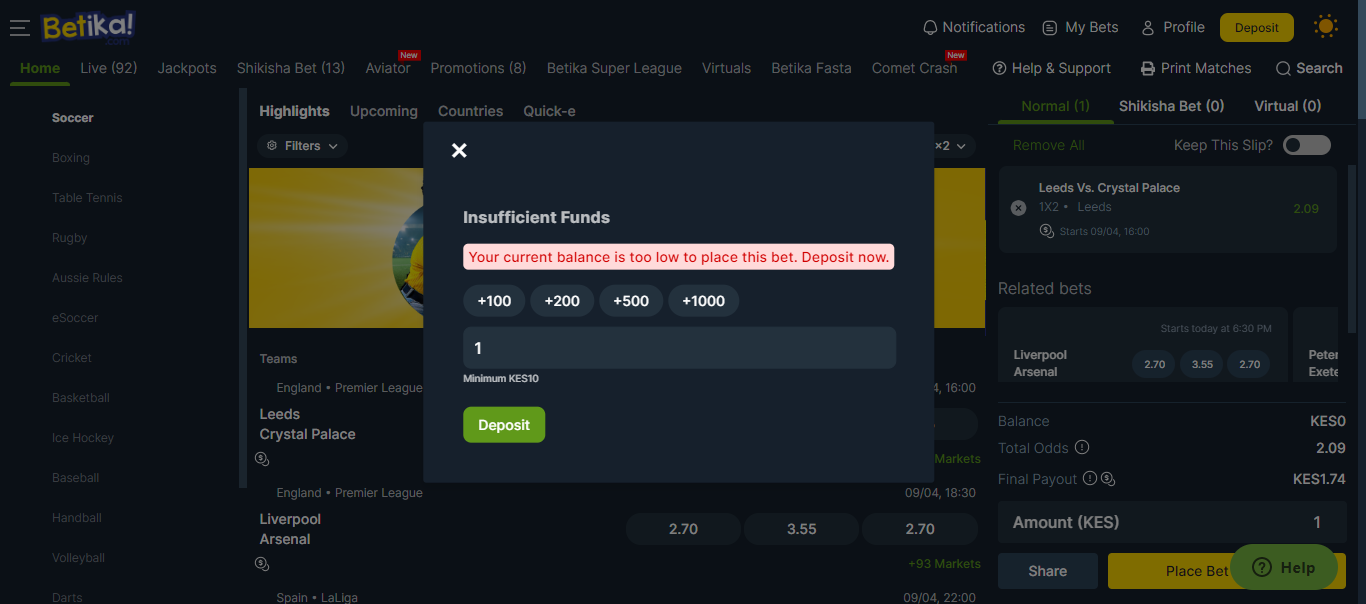 Betika!
.com
Notifications
My Bets
Profile
Deposit
Home
Live (92)
Jackpots
Shikisha Bet (13)
Aviator
New
Promotions (8)
Betika Super League
Virtuals
Betika Fasta
Comet Crash
New
Help & Support
Print Matches
Search
Soccer
Boxing
Table Tennis
Rugby
Aussie Rules
eSoccer
Cricket
Basketball
Ice Hockey
Baseball
Handball
Volleyball
Darts
Highlights
Upcoming
Countries
Quick-e
Filters
×2
Insufficient Funds
Your current balance is too low to place this bet. Deposit now.
+100
+200
+500
+1000
1
Minimum KES10
Deposit
Teams
England • Premier League
4, 16:00
Leeds
Crystal Palace
Markets
England • Premier League
09/04, 18:30
Liverpool
Arsenal
2.70
3.55
2.70
+93 Markets
Spain • LaLiga
09/04, 22:00
Normal (1)
Shikisha Bet (0)
Virtual (0)
Remove All
Keep This Slip?
Leeds Vs. Crystal Palace
1X2 • Leeds
2.09
Starts 09/04, 16:00
Related bets
Starts today at 6:30 PM
Liverpool
Arsenal
2.70
3.55
2.70
Peter
Exete
Balance
KES0
Total Odds
2.09
Final Payout
KES1.74
Amount (KES)
1
Share
Place Bet
Help